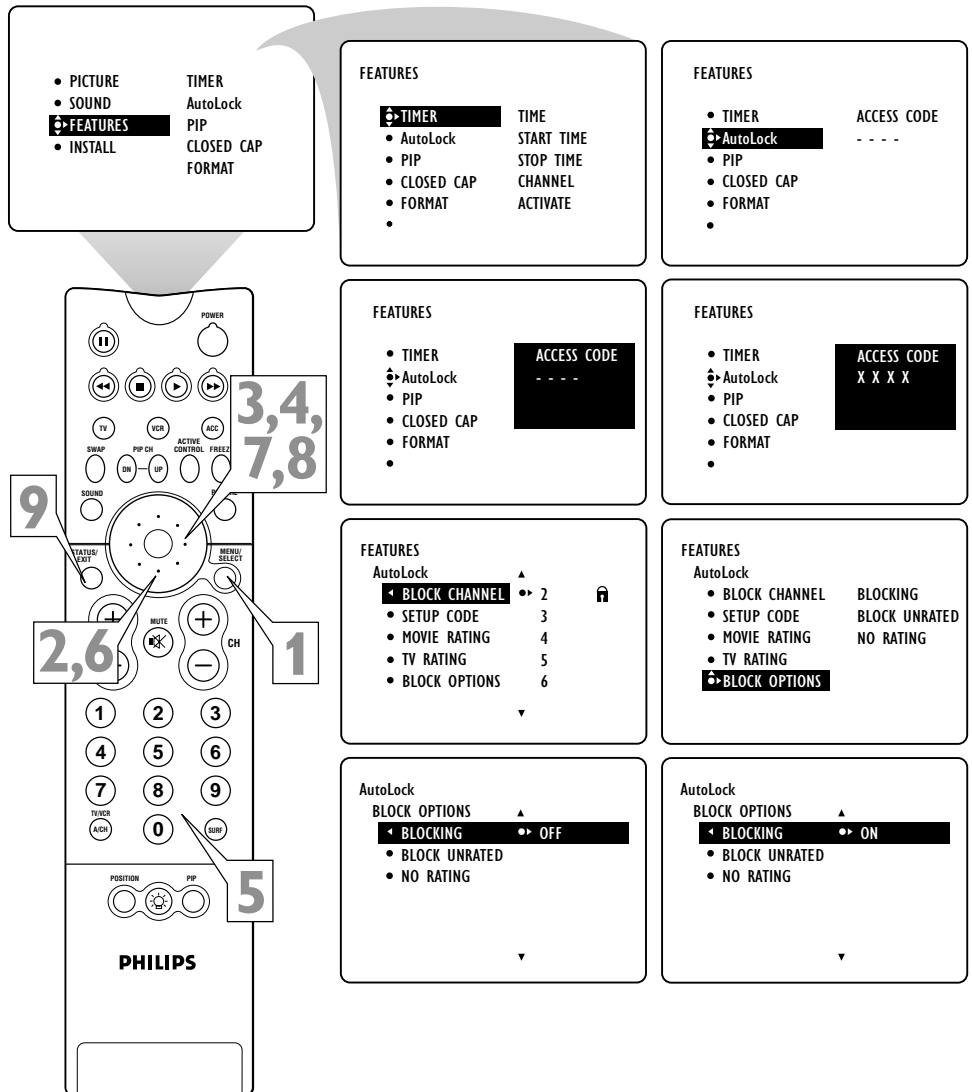 PICTURE TIMER
SOUND AutoLock
FEATURES PIP
INSTALL CLOSED CAP
FORMAT
FEATURES
TIMER TIME
AutoLock START TIME
PIP STOP TIME
CLOSED CAP CHANNEL
FORMAT ACTIVATE
FEATURES
TIMER ACCESS CODE
AutoLock - - - -
PIP
CLOSED CAP
FORMAT
FEATURES
TIMER ACCESS CODE
AutoLock - - - -
PIP
CLOSED CAP
FORMAT
FEATURES
TIMER ACCESS CODE
AutoLock X X X X
PIP
CLOSED CAP
FORMAT
FEATURES
AutoLock
BLOCK CHANNEL 2
SETUP CODE 3
MOVIE RATING 4
TV RATING 5
BLOCK OPTIONS 6
FEATURES
AutoLock
BLOCK CHANNEL BLOCKING
SETUP CODE BLOCK UNRATED
MOVIE RATING NO RATING
TV RATING
BLOCK OPTIONS
AutoLock
BLOCK OPTIONS
BLOCKING OFF
BLOCK UNRATED
NO RATING
AutoLock
BLOCK OPTIONS
BLOCKING ON
BLOCK UNRATED
NO RATING
POWER
TV VCR ACC
SWAP PIP CH ACTIVE CONTROL FREEZ
DN UP
3,4,
7,8
SOUND
9
STATUS/
EXIT
MENU/
SELECT
MUTE
CH
2,6
1
1 2 3
4 5 6
7 8 9
TV/VCR
A/CH 0 SURF
5
POSITION PIP
PHILIPS